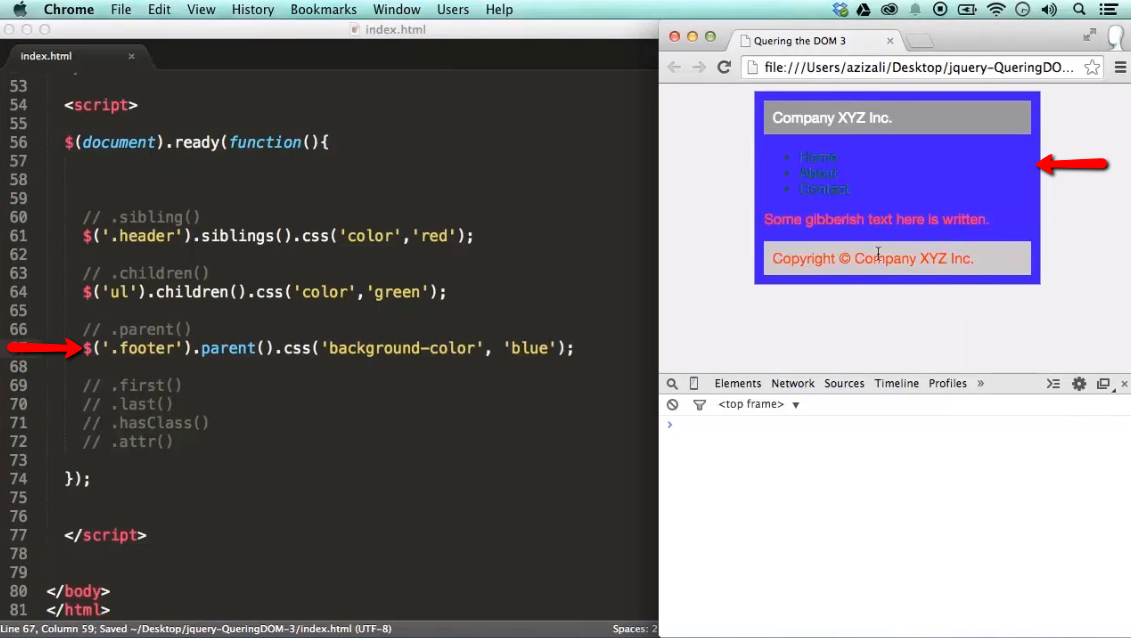 Chrome File Edit View History Bookmarks Window Users Help
index.html
index.html ×
53
54 <script>
55
56 $(document).ready(function(){
57
58
59
60 // .sibling()
61 $('.header').siblings().css('color','red');
62
63 // .children()
64 $('ul').children().css('color','green');
65
66 // .parent()
$('.footer').parent().css('background-color', 'blue');
68
69 // .first()
70 // .last()
71 // .hasClass()
72 // .attr()
73
74 });
75
76
77 </script>
78
79
80 </body>
81 </html>
Line 67, Column 59; Saved ~/Desktop/jquery-QueringDOM-3/index.html (UTF-8) Spaces: 2
Quering the DOM 3 ×
file:///Users/azizali/Desktop/jquery-QueringDO...
Company XYZ Inc.
• Home
• About
• Contact
Some gibberish text here is written.
Copyright © Company XYZ Inc.
Elements Network Sources Timeline Profiles »
<top frame> ▼